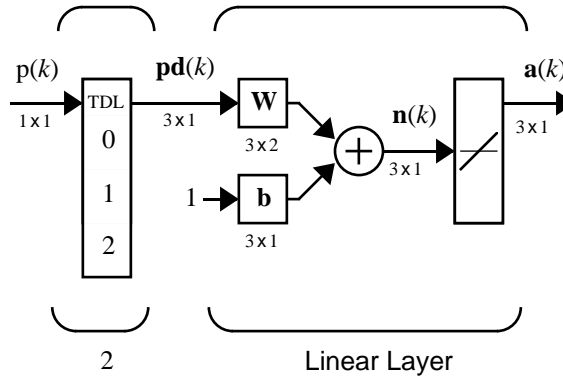 p(k)
1 x 1
TDL
0
1
2
pd(k)
3 x 1
W
3 x 2
1
b
3 x 1
n(k)
3 x 1
a(k)
3 x 1
2
Linear Layer